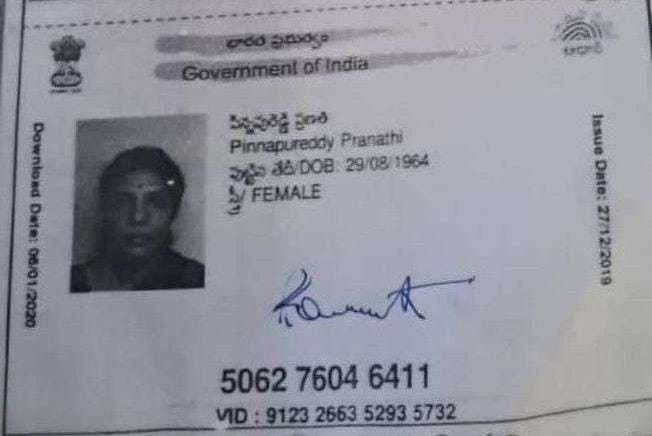 భారత ప్రభుత్వం
Government of India
ఆధార్
Download Date: 06/01/2020
పిన్నపురెడ్డి ప్రణతి
Pinnapureddy Pranathi
పుట్టిన తేదీ/DOB: 29/08/1964
స్త్రీ/ FEMALE
Issue Date: 27/12/2019
5062 7604 6411
VID : 9123 2663 5293 5732